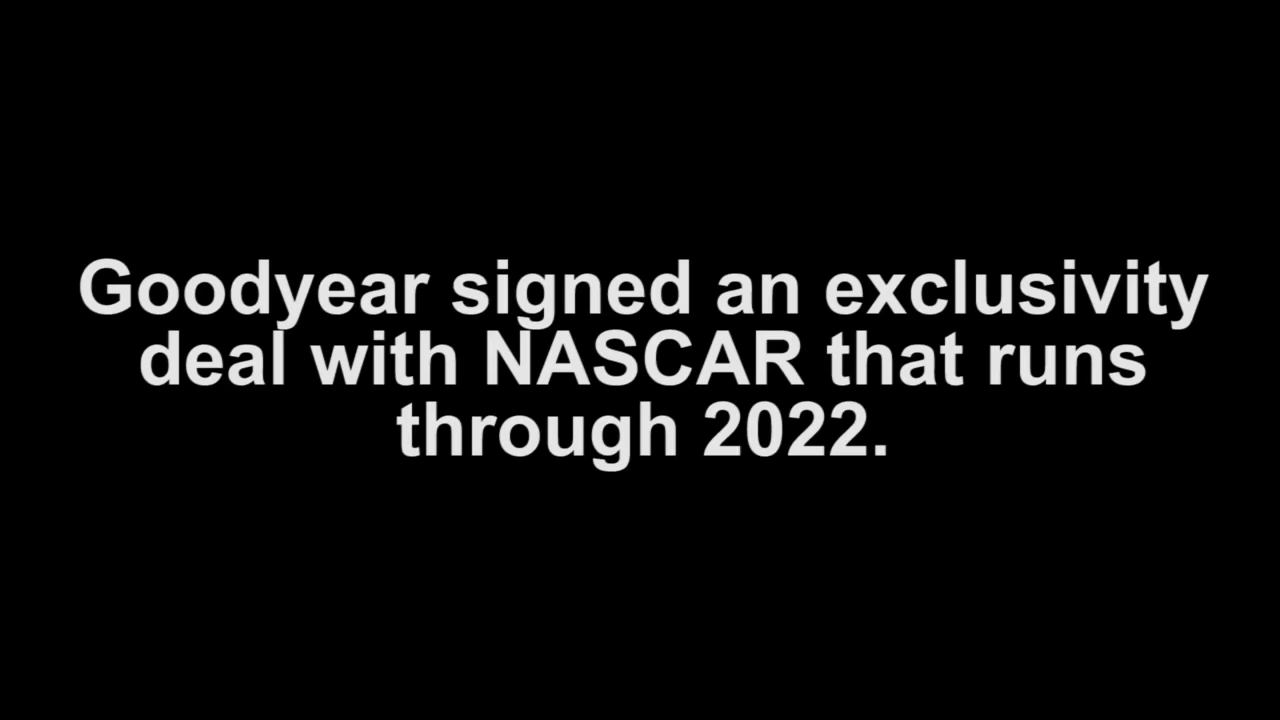 Goodyear signed an exclusivity
deal with NASCAR that runs
through 2022.